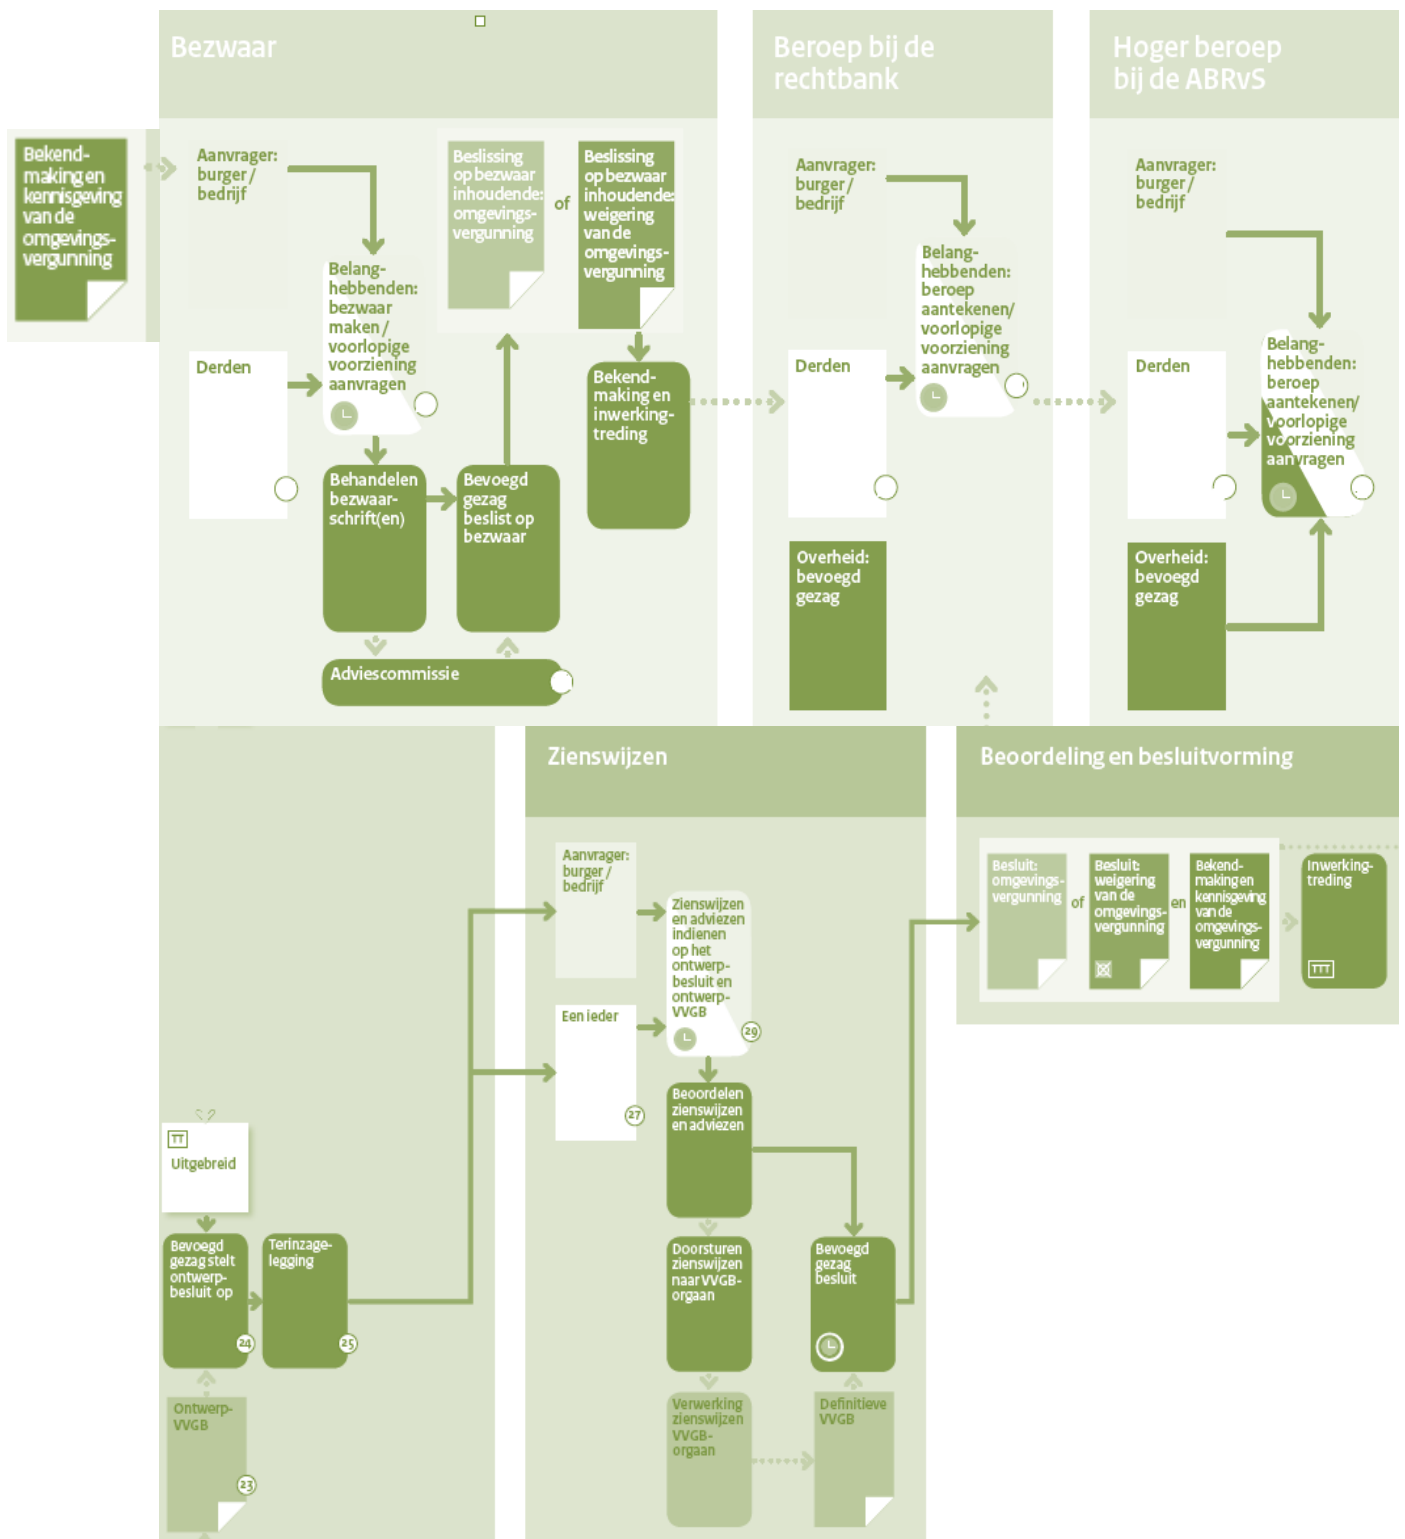 Bezwaar
Beroep bij de
rechtbank
Hoger beroep
bij de ABRvS
Bekend-
making en
kennisgeving
van de
omgevings-
vergunning
Aanvrager:
burger /
bedrijf
Derden
Belang-
hebbenden:
bezwaar
maken /
voorlopige
voorziening
aanvragen
Behandelen
bezwaar-
schrift(en)
Bevoegd
gezag
beslist op
bezwaar
Adviescommissie
Beslissing
op bezwaar
inhoudende:
omgevings-
vergunning
of
Beslissing
op bezwaar
inhoudende:
weigering
van de
omgevings-
vergunning
Bekend-
making en
inwerking-
treding
Aanvrager:
burger /
bedrijf
Derden
Overheid:
bevoegd
gezag
Belang-
hebbenden:
beroep
aantekenen/
voorlopige
voorziening
aanvragen
Aanvrager:
burger /
bedrijf
Derden
Overheid:
bevoegd
gezag
Belang-
hebbenden:
beroep
aantekenen/
voorlopige
voorziening
aanvragen
TT
Uitgebreid
Bevoegd
gezag stelt
ontwerp-
besluit op
24
Terinzage-
legging
25
Ontwerp-
VVGB
23
Zienswijzen
Aanvrager:
burger /
bedrijf
Een ieder
27
Zienswijzen
en adviezen
indienen
op het
ontwerp-
besluit en
ontwerp-
VVGB
29
Beoordelen
zienswijzen
en adviezen
Doorsturen
zienswijzen
naar VVGB-
orgaan
Verwerking
zienswijzen
VVGB-
orgaan
Bevoegd
gezag
besluit
Definitieve
VVGB
Beoordeling en besluitvorming
Besluit:
omgevings-
vergunning
of
Besluit:
weigering
van de
omgevings-
vergunning
en
Bekend-
making en
kennisgeving
van de
omgevings-
vergunning
Inwerking-
treding
TTT